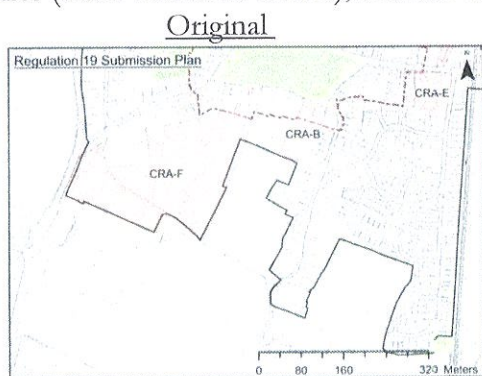 Original
Regulation 19 Submission Plan
CRA-E
CRA-B
CRA-F
0 80 160 320 Meters